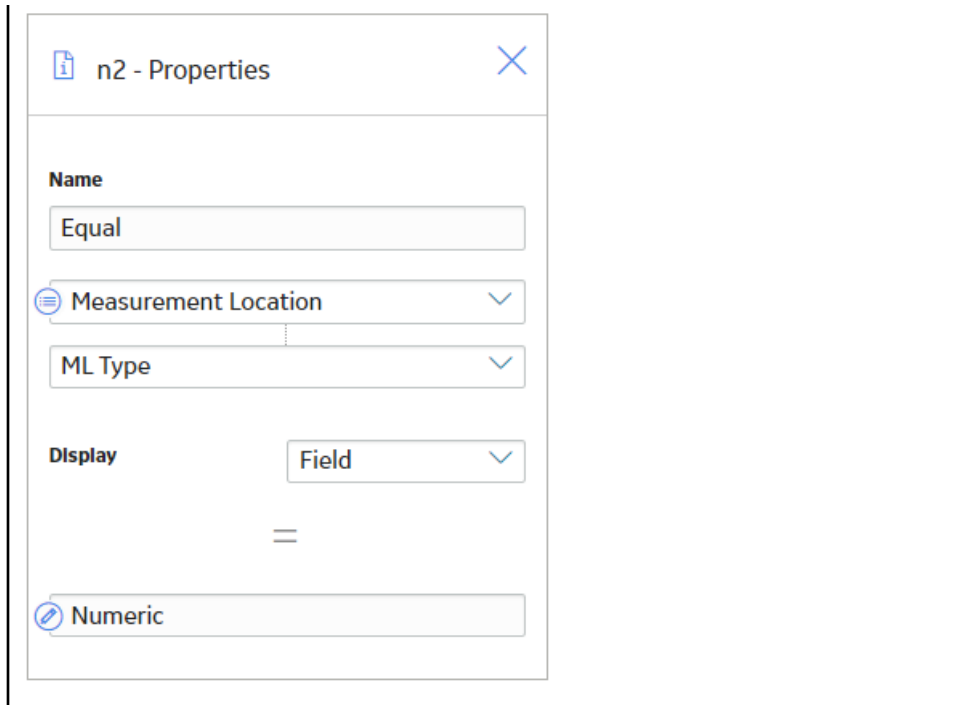 n2 - Properties
Name
Equal
Measurement Location
ML Type
Display
Field
=
Numeric